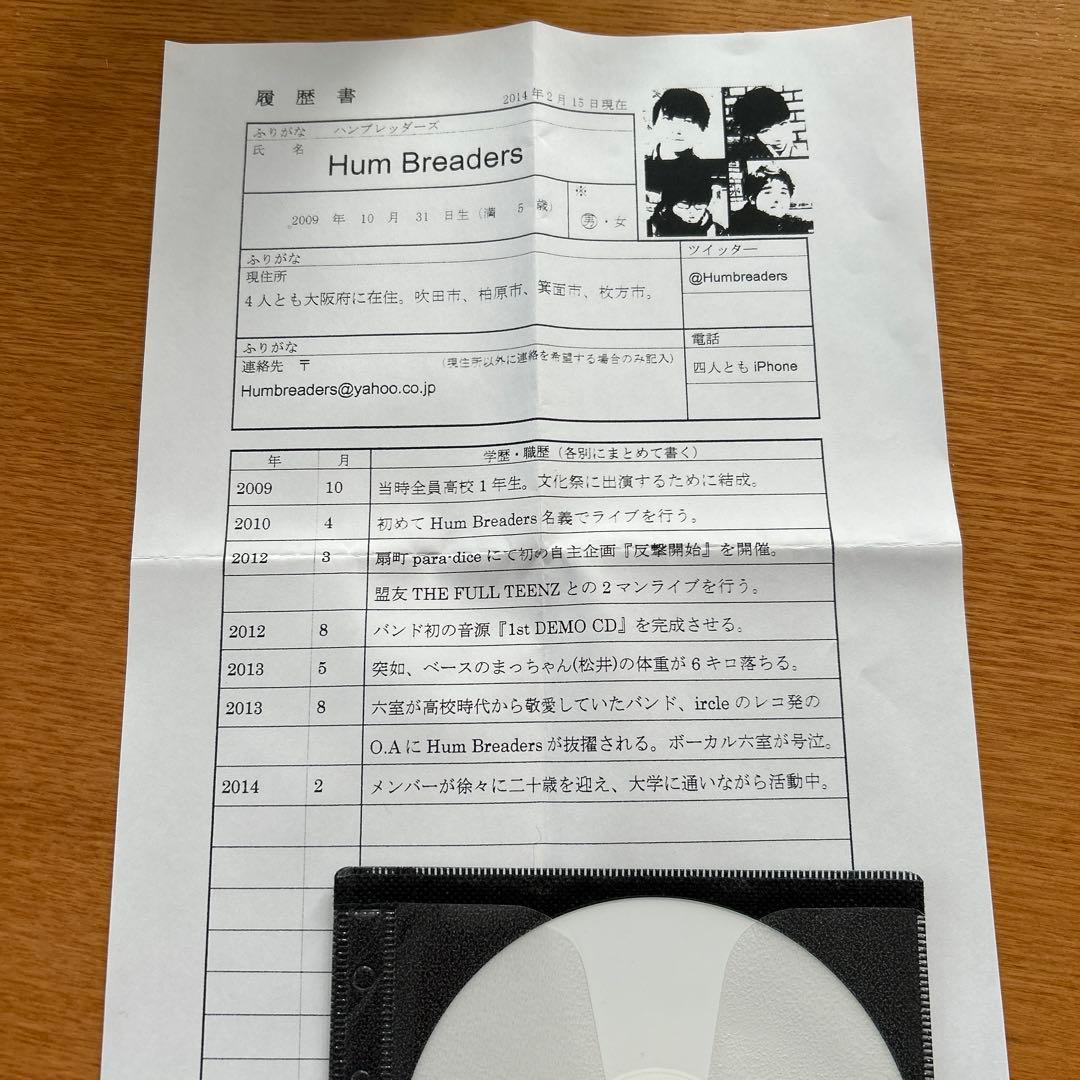 履歴書
2014年2月15日現在
ふりがな ハンブレッダーズ
氏 名
Hum Breaders
2009 年 10 月 31 日生（満 5 歳）
※
男・女
ふりがな
現住所
4人とも大阪府に在住。吹田市、柏原市、箕面市、枚方市。
ツイッター
@Humbreaders
ふりがな
連絡先 〒 （現住所以外に連絡を希望する場合のみ記入）
Humbreaders@yahoo.co.jp
電話
四人とも iPhone
年 月 学歴・職歴（各別にまとめて書く）
2009 10 当時全員高校1年生。文化祭に出演するために結成。
2010 4 初めて Hum Breaders 名義でライブを行う。
2012 3 扇町 para-dice にて初の自主企画『反撃開始』を開催。
盟友 THE FULL TEENZ との2マンライブを行う。
2012 8 バンド初の音源『1st DEMO CD』を完成させる。
2013 5 突如、ベースのまっちゃん(松井)の体重が6キロ落ちる。
2013 8 六室が高校時代から敬愛していたバンド、ircle のレコ発の
O.A に Hum Breaders が抜擢される。ボーカル六室が号泣。
2014 2 メンバーが徐々に二十歳を迎え、大学に通いながら活動中。